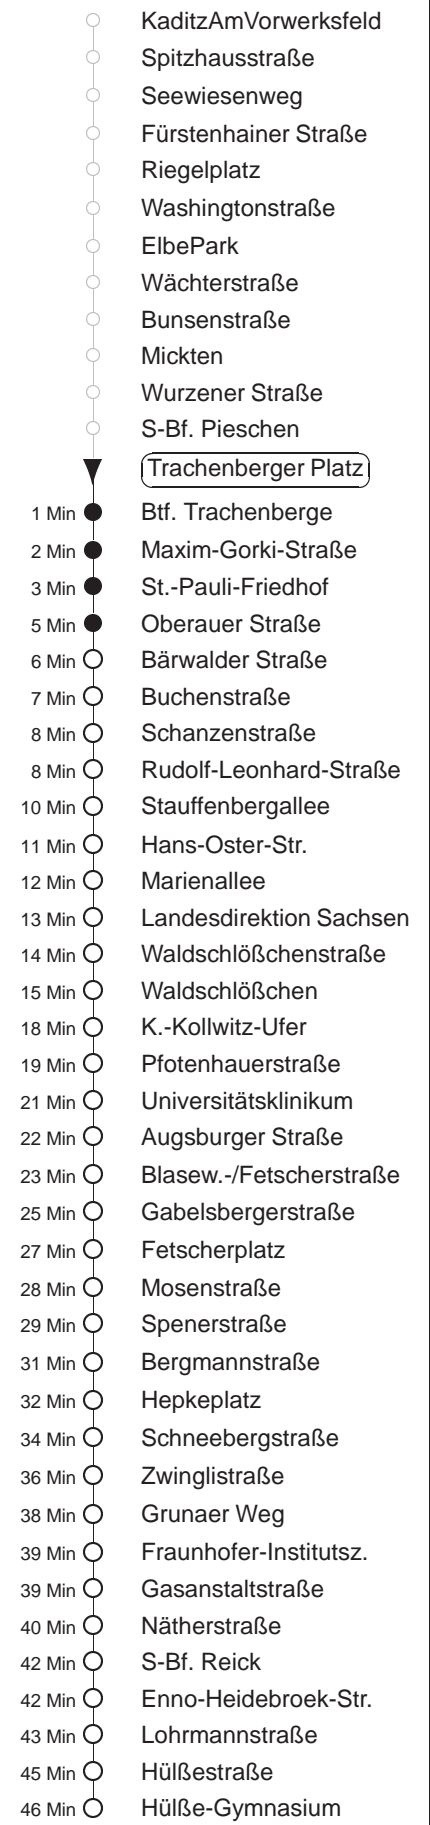 KaditzAmVorwerksfeld
Spitzhausstraße
Seewiesenweg
Fürstenhainer Straße
Riegelplatz
Washingtonstraße
ElbePark
Wächterstraße
Bunsenstraße
Mickten
Wurzener Straße
S-Bf. Pieschen
Trachenberger Platz
1 Min Btf. Trachenberge
2 Min Maxim-Gorki-Straße
3 Min St.-Pauli-Friedhof
5 Min Oberauer Straße
6 Min Bärwalder Straße
7 Min Buchenstraße
8 Min Schanzenstraße
8 Min Rudolf-Leonhard-Straße
10 Min Stauffenbergallee
11 Min Hans-Oster-Str.
12 Min Marienallee
13 Min Landesdirektion Sachsen
14 Min Waldschlößchenstraße
15 Min Waldschlößchen
18 Min K.-Kollwitz-Ufer
19 Min Pfotenhauerstraße
21 Min Universitätsklinikum
22 Min Augsburger Straße
23 Min Blasew.-/Fetscherstraße
25 Min Gabelsbergerstraße
27 Min Fetscherplatz
28 Min Mosenstraße
29 Min Spenerstraße
31 Min Bergmannstraße
32 Min Hepkeplatz
34 Min Schneebergstraße
36 Min Zwinglistraße
38 Min Grunaer Weg
39 Min Fraunhofer-Institutsz.
39 Min Gasanstaltstraße
40 Min Nätherstraße
42 Min S-Bf. Reick
42 Min Enno-Heidebroek-Str.
43 Min Lohrmannstraße
45 Min Hülßestraße
46 Min Hülße-Gymnasium